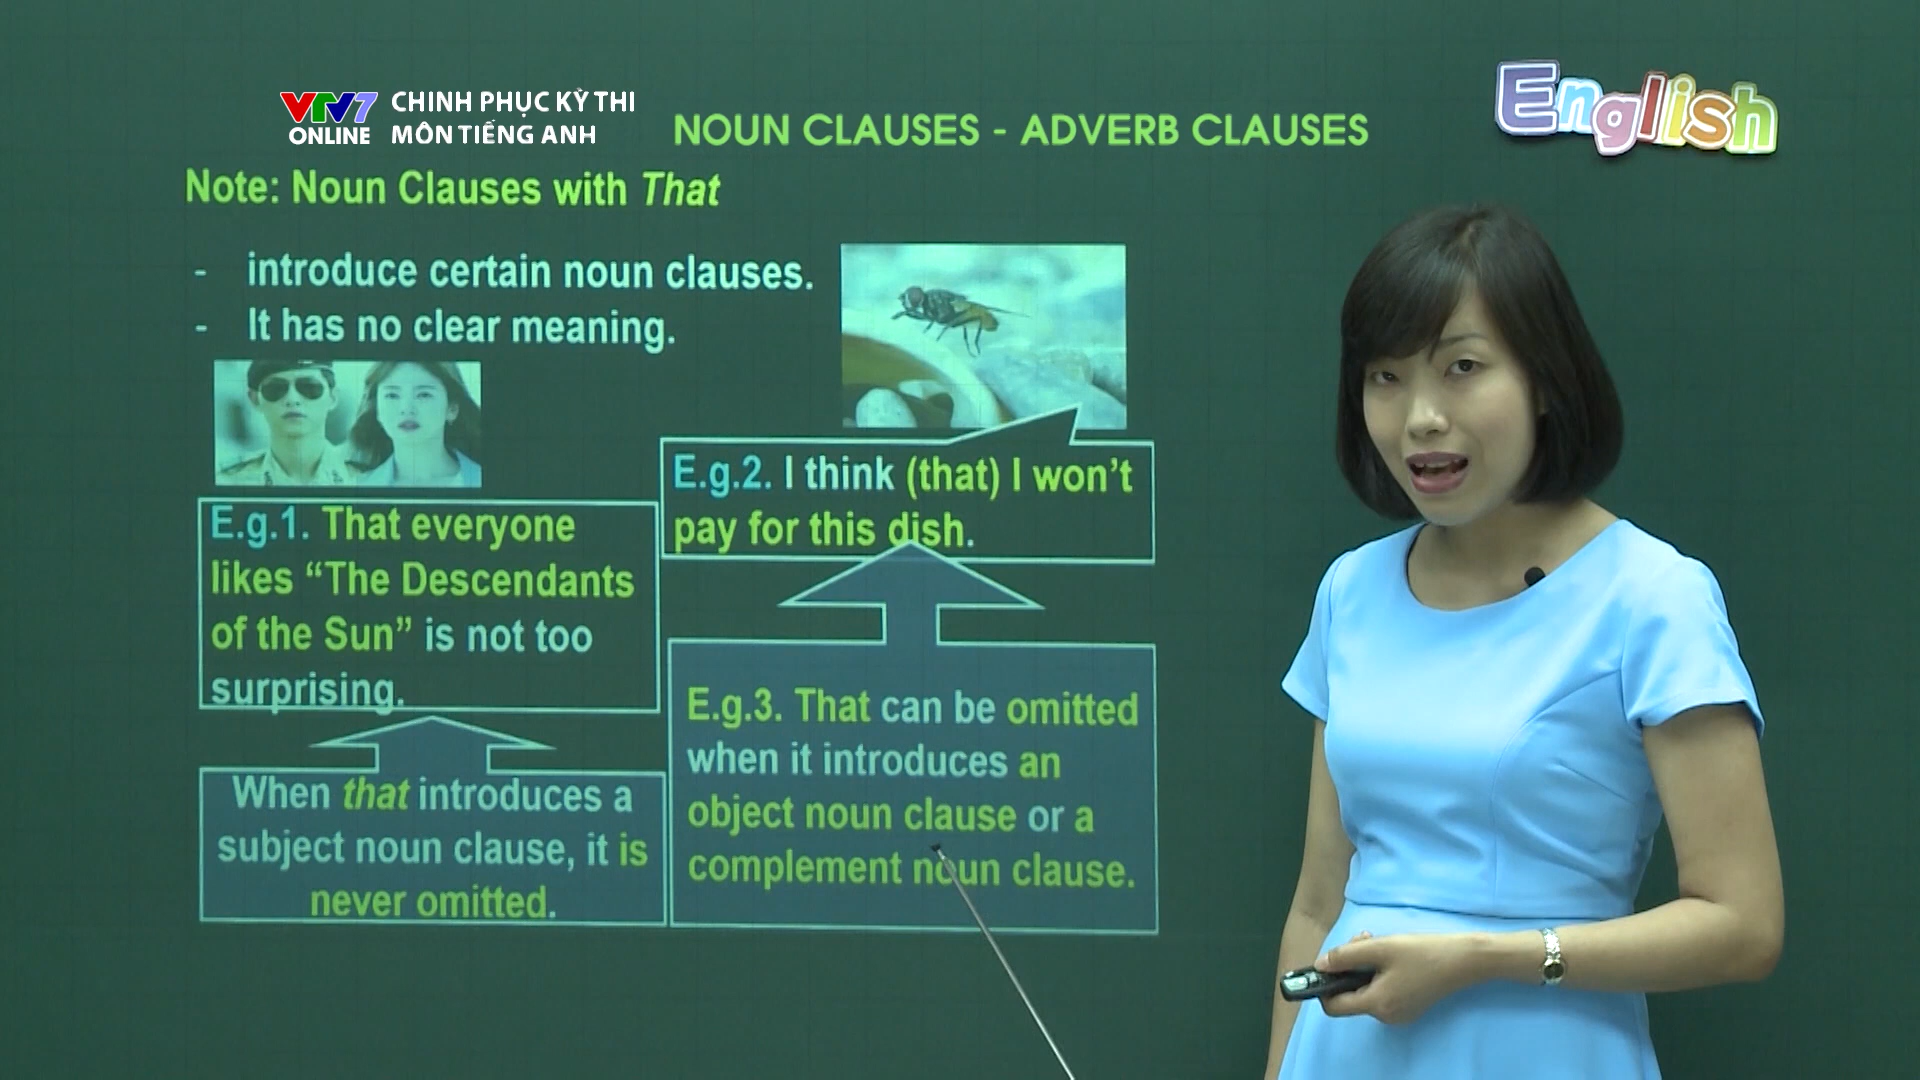 VTV7
ONLINE
CHINH PHỤC KỲ THI
MÔN TIẾNG ANH
NOUN CLAUSES - ADVERB CLAUSES
English
Note: Noun Clauses with That
- introduce certain noun clauses.
- It has no clear meaning.
E.g.1. That everyone
likes “The Descendants
of the Sun” is not too
surprising.
When that introduces a
subject noun clause, it is
never omitted.
E.g.2. I think (that) I won’t
pay for this dish.
E.g.3. That can be omitted
when it introduces an
object noun clause or a
complement noun clause.